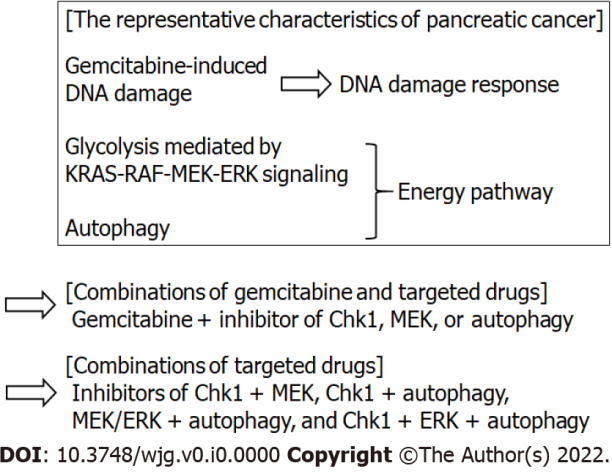 [The representative characteristics of pancreatic cancer]
Gemcitabine-induced
DNA damage
DNA damage response
Glycolysis mediated by
KRAS-RAF-MEK-ERK signaling
Energy pathway
Autophagy
[Combinations of gemcitabine and targeted drugs]
Gemcitabine + inhibitor of Chk1, MEK, or autophagy
[Combinations of targeted drugs]
Inhibitors of Chk1 + MEK, Chk1 + autophagy,
MEK/ERK + autophagy, and Chk1 + ERK + autophagy
DOI: 10.3748/wjg.v0.i0.0000 Copyright ©The Author(s) 2022.